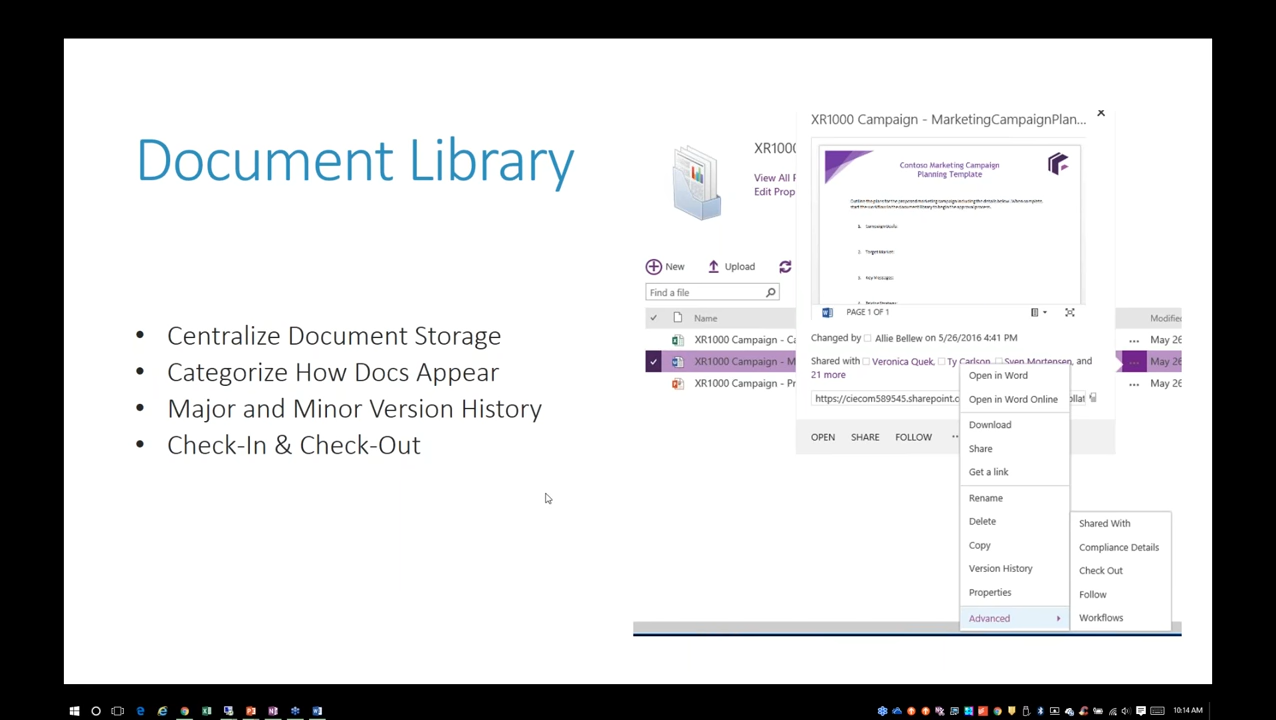 Document Library
• Centralize Document Storage
• Categorize How Docs Appear
• Major and Minor Version History
• Check-In & Check-Out
XR1000
View All
Edit Prop
New
Upload
Find a file
Name
Modified
XR1000 Campaign - Ca
May 26
XR1000 Campaign - M
May 26
XR1000 Campaign - Pr
May 26
XR1000 Campaign - MarketingCampaignPlan...
Contoso Marketing Campaign
Planning Template
PAGE 1 OF 1
Changed by Allie Bellew on 5/26/2016 4:41 PM
Shared with Veronica Quek, Ty Carlson, Sven Mortensen, and
21 more
https://ciecom589545.sharepoint.c
OPEN SHARE FOLLOW ...
Open in Word
Open in Word Online
Download
Share
Get a link
Rename
Delete
Copy
Version History
Properties
Advanced
Shared With
Compliance Details
Check Out
Follow
Workflows
10:14 AM